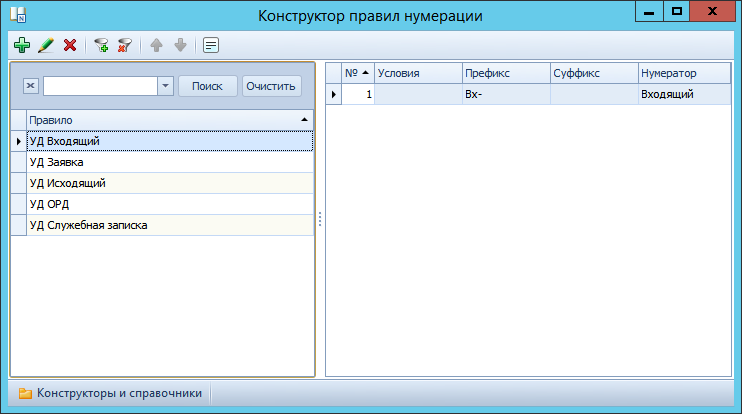 Конструктор правил нумерации
Поиск Очистить
Правило
УД Входящий
УД Заявка
УД Исходящий
УД ОРД
УД Служебная записка
№ Условия Префикс Суффикс Нумератор
1 Вх- Входящий
Конструкторы и справочники